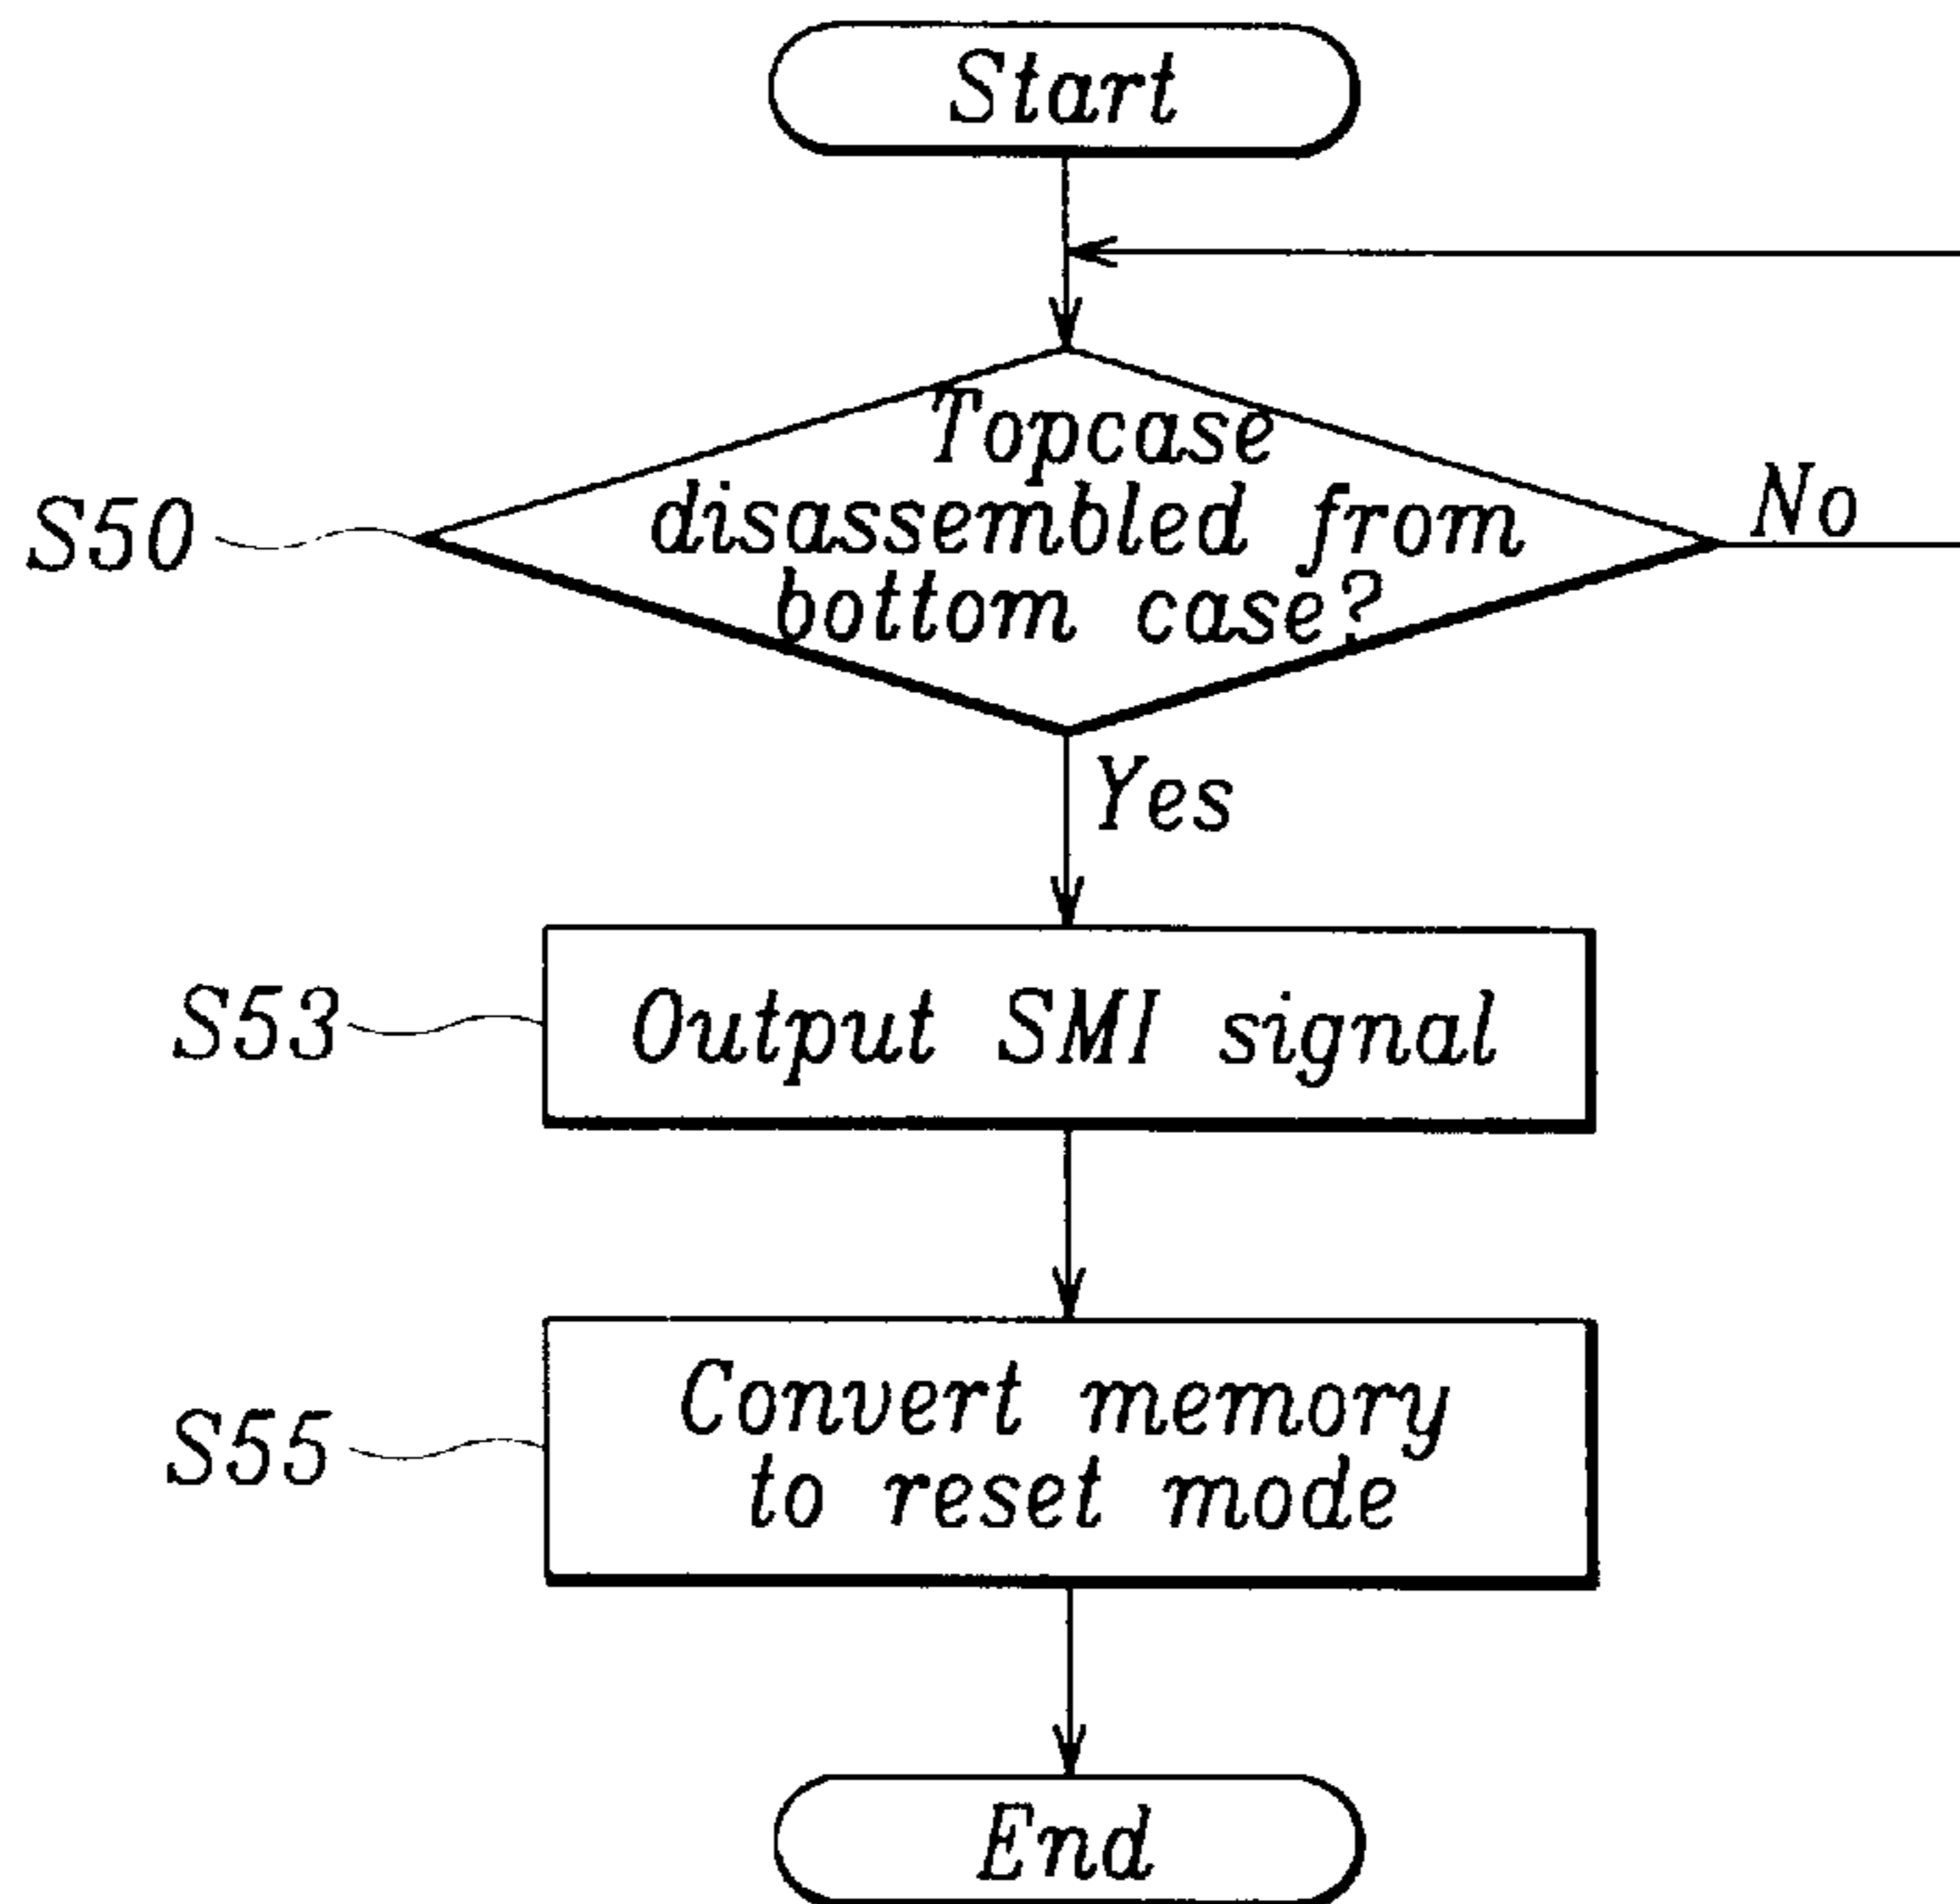 Start
Topcase
disassembled from
bottom case?
S50
No
Yes
S53
Output SMI signal
S55
Convert memory
to reset mode
End